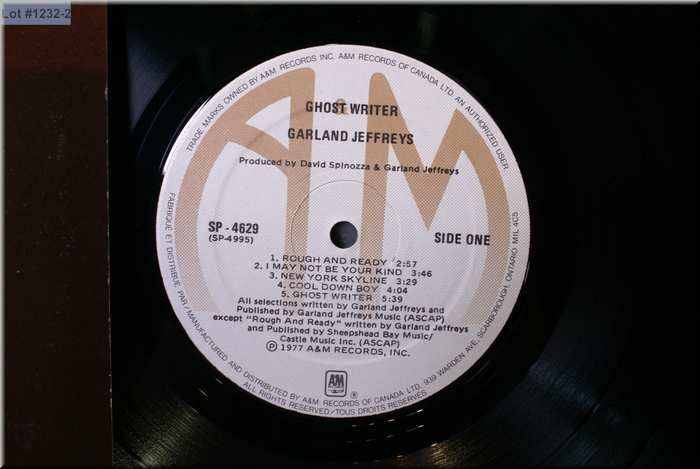 Lot #1232-2
TRADE MARKS OWNED BY A&M RECORDS INC. A&M RECORDS OF CANADA LTD. AN AUTHORIZED USER.
GHOST WRITER
GARLAND JEFFREYS
Produced by David Spinozza & Garland Jeffreys
SP - 4629
(SP-4995)
SIDE ONE
1. ROUGH AND READY 2:57
2. I MAY NOT BE YOUR KIND 3:46
3. NEW YORK SKYLINE 3:29
4. COOL DOWN BOY 4:04
5. GHOST WRITER 5:39
All selections written by Garland Jeffreys and
Published by Garland Jeffreys Music (ASCAP)
except "Rough And Ready" written by Garland Jeffreys
and Published by Sheepshead Bay Music/
Castle Music Inc. (ASCAP)
Ⓟ 1977 A&M RECORDS, INC.
A&M
®
FABRIQUE ET DISTRIBUE PAR/MANUFACTURED AND DISTRIBUTED BY A&M RECORDS OF CANADA LTD. 939 WARDEN AVE, SCARBOROUGH, ONTARIO M1L 4C5
ALL RIGHTS RESERVED/TOUS DROITS RESERVES